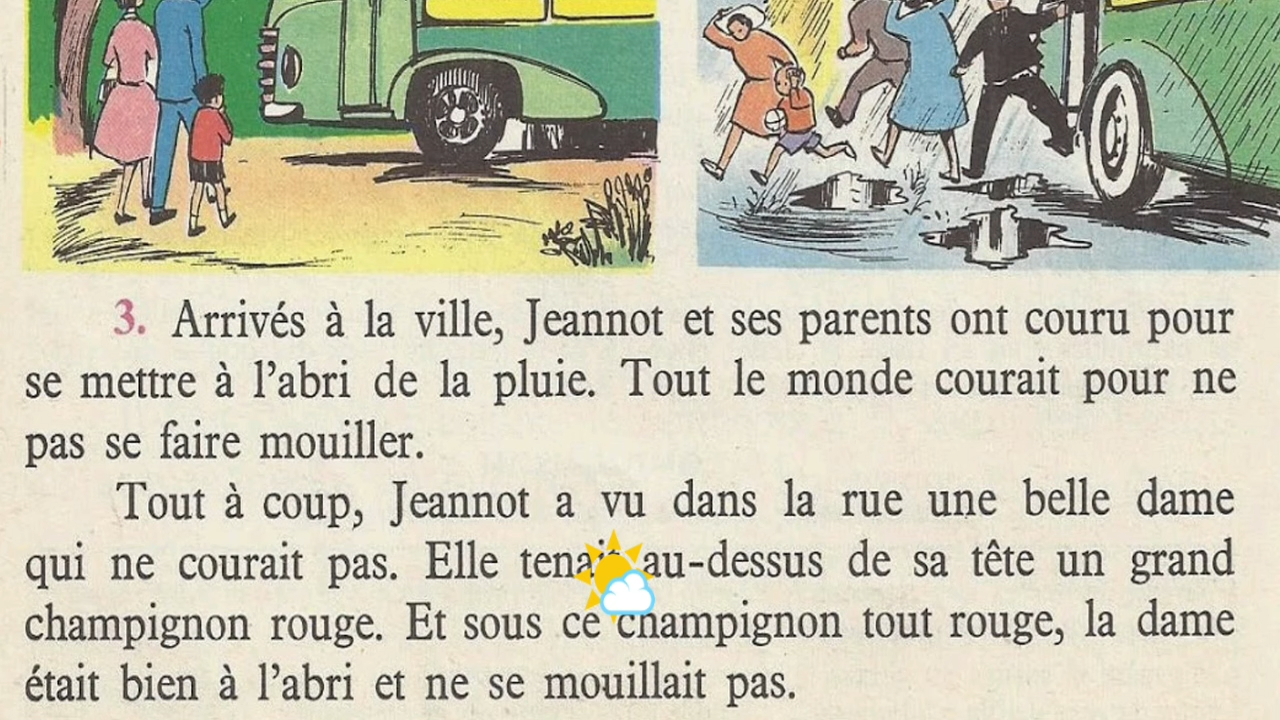 3. Arrivés à la ville, Jeannot et ses parents ont couru pour
se mettre à l'abri de la pluie. Tout le monde courait pour ne
pas se faire mouiller.
Tout à coup, Jeannot a vu dans la rue une belle dame
qui ne courait pas. Elle tenait au-dessus de sa tête un grand
champignon rouge. Et sous ce champignon tout rouge, la dame
était bien à l'abri et ne se mouillait pas.